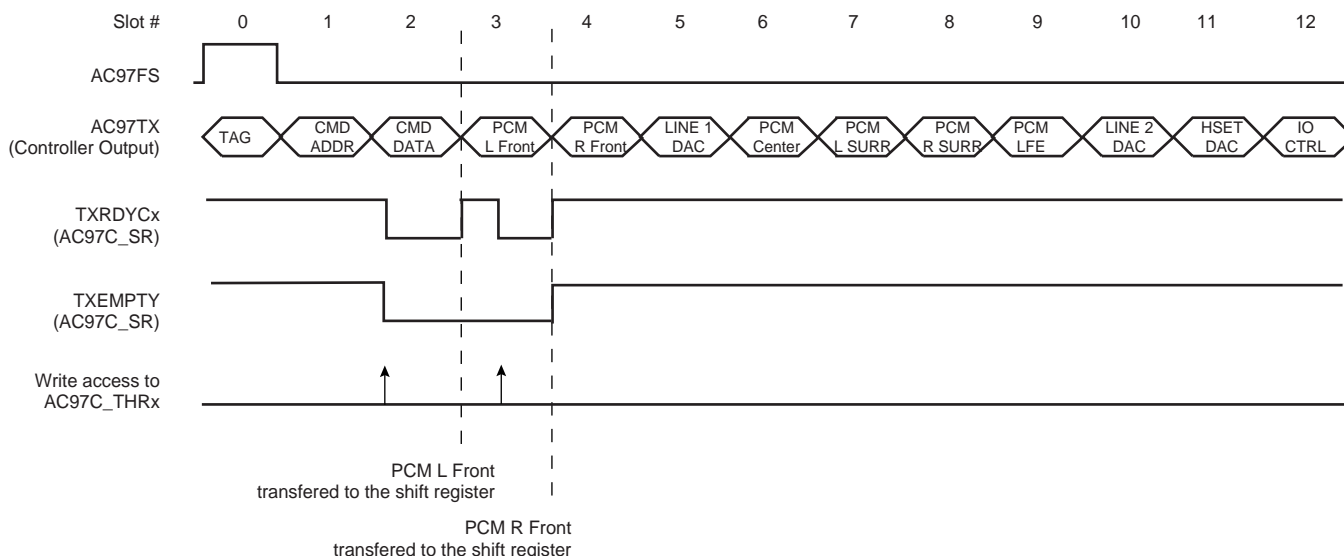 Slot # 0 1 2 3 4 5 6 7 8 9 10 11 12
AC97FS
AC97TX
(Controller Output)
TAG
CMD
ADDR
CMD
DATA
PCM
L Front
PCM
R Front
LINE 1
DAC
PCM
Center
PCM
L SURR
PCM
R SURR
PCM
LFE
LINE 2
DAC
HSET
DAC
IO
CTRL
TXRDYCx
(AC97C_SR)
TXEMPTY
(AC97C_SR)
Write access to
AC97C_THRx
PCM L Front
transfered to the shift register
PCM R Front
transfered to the shift register